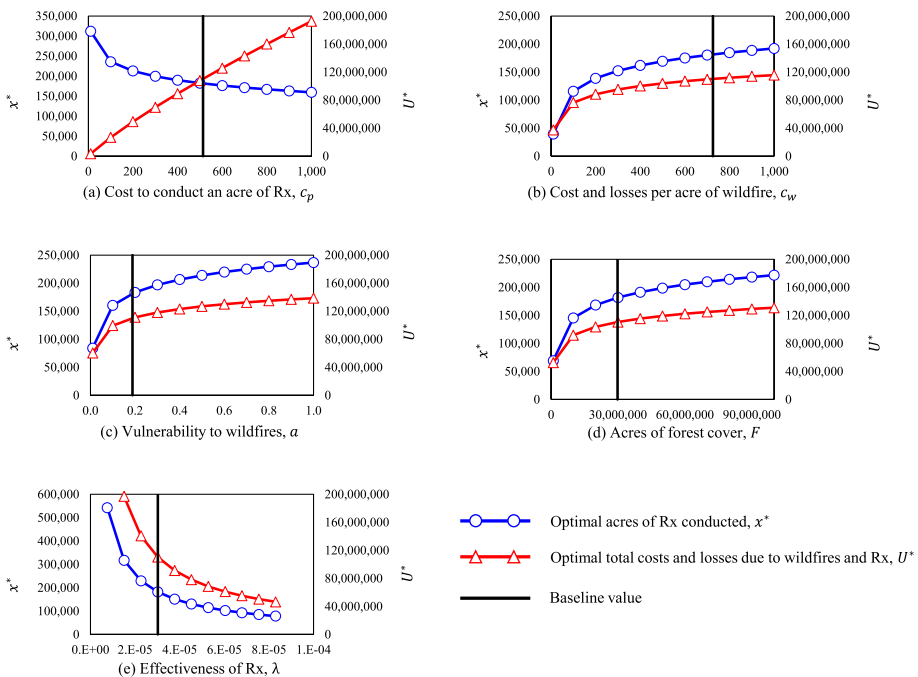 350,000
300,000
250,000
200,000
150,000
100,000
50,000
0
x*
200,000,000
160,000,000
120,000,000
80,000,000
40,000,000
0
U*
0 200 400 600 800 1,000
(a) Cost to conduct an acre of Rx, cₚ
250,000
200,000
150,000
100,000
50,000
0
x*
200,000,000
160,000,000
120,000,000
80,000,000
40,000,000
0
U*
0 200 400 600 800 1,000
(b) Cost and losses per acre of wildfire, c_w
250,000
200,000
150,000
100,000
50,000
0
x*
200,000,000
160,000,000
120,000,000
80,000,000
40,000,000
0
U*
0.0 0.2 0.4 0.6 0.8 1.0
(c) Vulnerability to wildfires, a
250,000
200,000
150,000
100,000
50,000
0
x*
200,000,000
160,000,000
120,000,000
80,000,000
40,000,000
0
U*
0 30,000,000 60,000,000 90,000,000
(d) Acres of forest cover, F
600,000
500,000
400,000
300,000
200,000
100,000
0
x*
200,000,000
160,000,000
120,000,000
80,000,000
40,000,000
0
U*
0.E+00 2.E-05 4.E-05 6.E-05 8.E-05 1.E-04
(e) Effectiveness of Rx, λ
Optimal acres of Rx conducted, x*
Optimal total costs and losses due to wildfires and Rx, U*
Baseline value